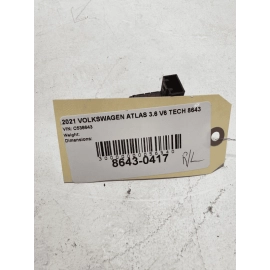 2021 VOLKSWAGEN ATLAS 3.6 V6 TECH 8643
VIN: C538643
Weight:
Dimensions:
8643-0417
R/L